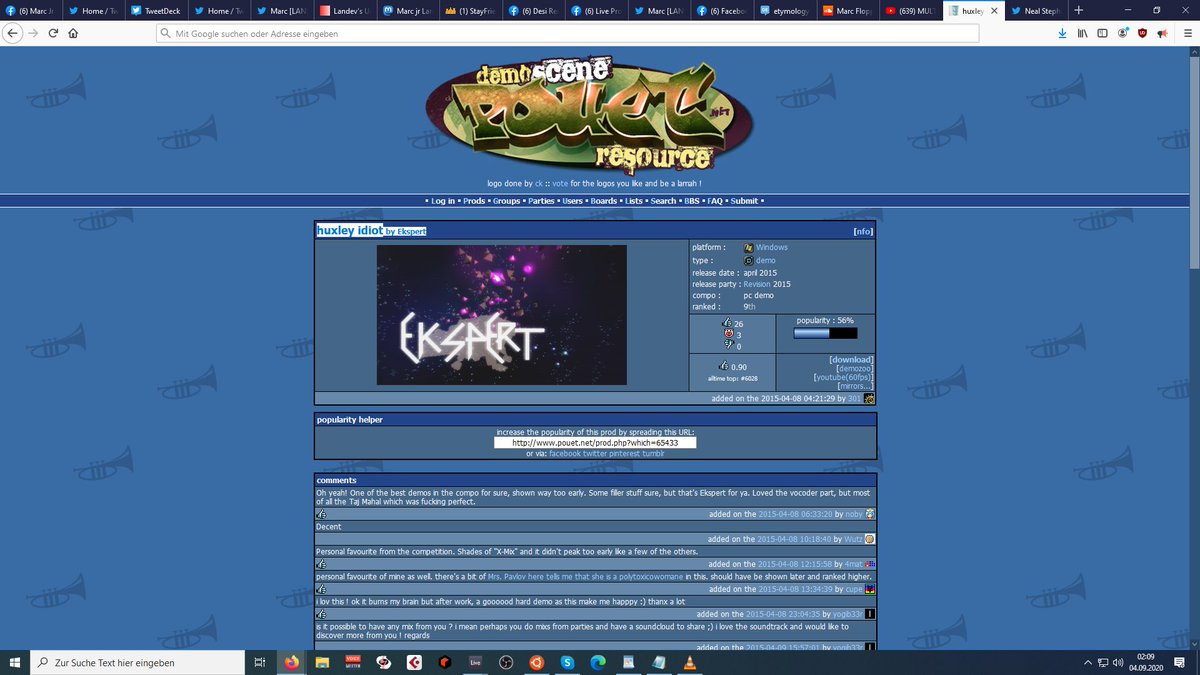 (6) Marc Jr
Home / Tw
TweetDeck
Home / Tw
Marc [LAN
Landev's U
Marc jr Lan
(1) StayFrie
(6) Desi Re
(6) Live Pro
Marc [LAN
(6) Facebo
etymology
Marc Flopp
(639) MULT
huxley
Neal Steph
Mit Google suchen oder Adresse eingeben
demoscene
POUET.NET
resource
logo done by ck :: vote for the logos you like and be a lamah !
▪ Log in ▪ Prods ▪ Groups ▪ Parties ▪ Users ▪ Boards ▪ Lists ▪ Search ▪ BBS ▪ FAQ ▪ Submit ▪
huxley idiot by Ekspert
[nfo]
EKSPERT
platform : Windows
type : demo
release date : april 2015
release party : Revision 2015
compo : pc demo
ranked : 9th
26
3
0
popularity : 56%
0.90
alltime top: #6028
[download]
[demozoo]
[youtube(60fps)]
[mirrors...]
added on the 2015-04-08 04:21:29 by 301
popularity helper
increase the popularity of this prod by spreading this URL:
http://www.pouet.net/prod.php?which=65433
or via: facebook twitter pinterest tumblr
comments
Oh yeah! One of the best demos in the compo for sure, shown way too early. Some filler stuff sure, but that's Ekspert for ya. Loved the vocoder part, but most
of all the Taj Mahal which was fucking perfect.
added on the 2015-04-08 06:33:20 by noby
Decent
added on the 2015-04-08 10:18:40 by Wutz
Personal favourite from the competition. Shades of "X-Mix" and it didn't peak too early like a few of the others.
added on the 2015-04-08 12:15:58 by 4mat
personal favourite of mine as well. there's a bit of Mrs. Pavlov here tells me that she is a polytoxicowomane in this. should have be shown later and ranked higher.
added on the 2015-04-08 13:34:39 by cupe
i lov this ! ok it burns my brain but after work, a goooood hard demo as this make me happpy :) thanx a lot
added on the 2015-04-08 23:04:35 by yogib33r
is it possible to have any mix from you ? i mean perhaps you do mixs from parties and have a soundcloud to share ;) i love the soundtrack and would like to
discover more from you ! regards
added on the 2015-04-09 15:57:01 by yogib33r
Zur Suche Text hier eingeben
Live
02:09
04.09.2020